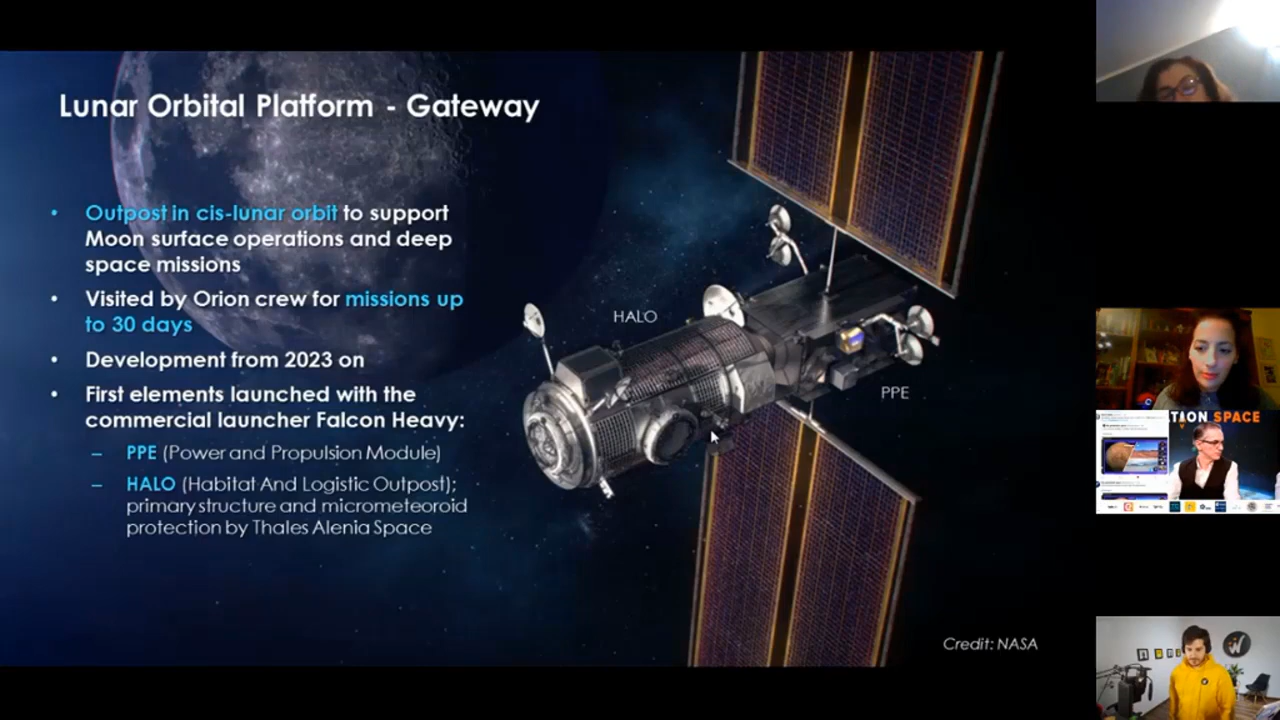 Lunar Orbital Platform - Gateway
• Outpost in cis-lunar orbit to support
Moon surface operations and deep
space missions
• Visited by Orion crew for missions up
to 30 days
• Development from 2023 on
• First elements launched with the
commercial launcher Falcon Heavy:
– PPE (Power and Propulsion Module)
– HALO (Habitat And Logistic Outpost);
primary structure and micrometeoroid
protection by Thales Alenia Space
HALO
PPE
Credit: NASA
TION SPACE